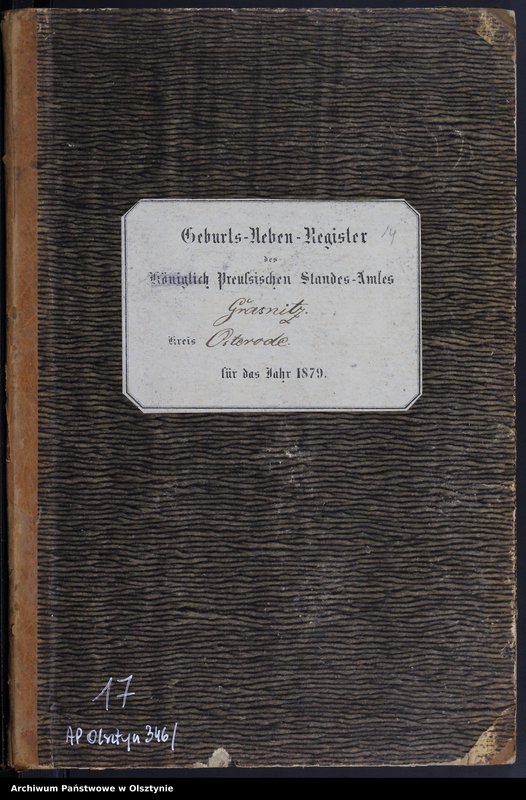 Geburts-Neben-Register 14
des
Königlich Preußischen Standes-Amtes
Grasnitz.
Kreis Osterode.
für das Jahr 1879.
17
AP Olsztyn 346/
Archiwum Państwowe w Olsztynie